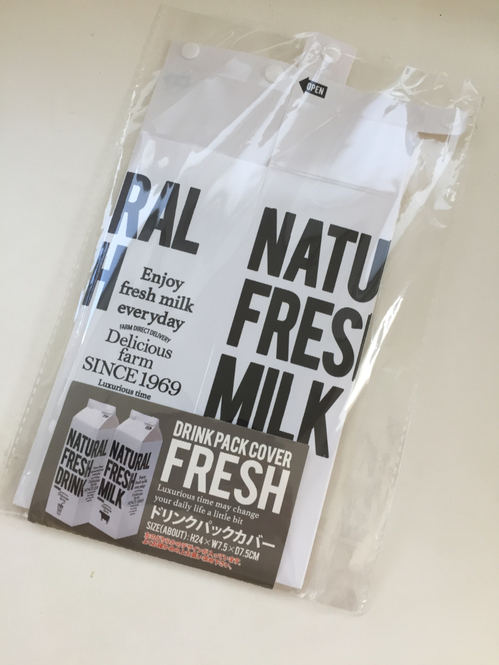 OPEN
RAL
H
Enjoy
fresh milk
everyday
FARM DIRECT DELIVERY
Delicious
farm
SINCE 1969
Luxurious time
NATU
FRES
MILK
NATURAL
FRESH
DRINK
NATURAL
FRESH
MILK
DRINK PACK COVER
FRESH
Luxurious time may change
your daily life a little bit
ドリンクパックカバー
SIZE(ABOUT):H24×W7.5×D7.5CM